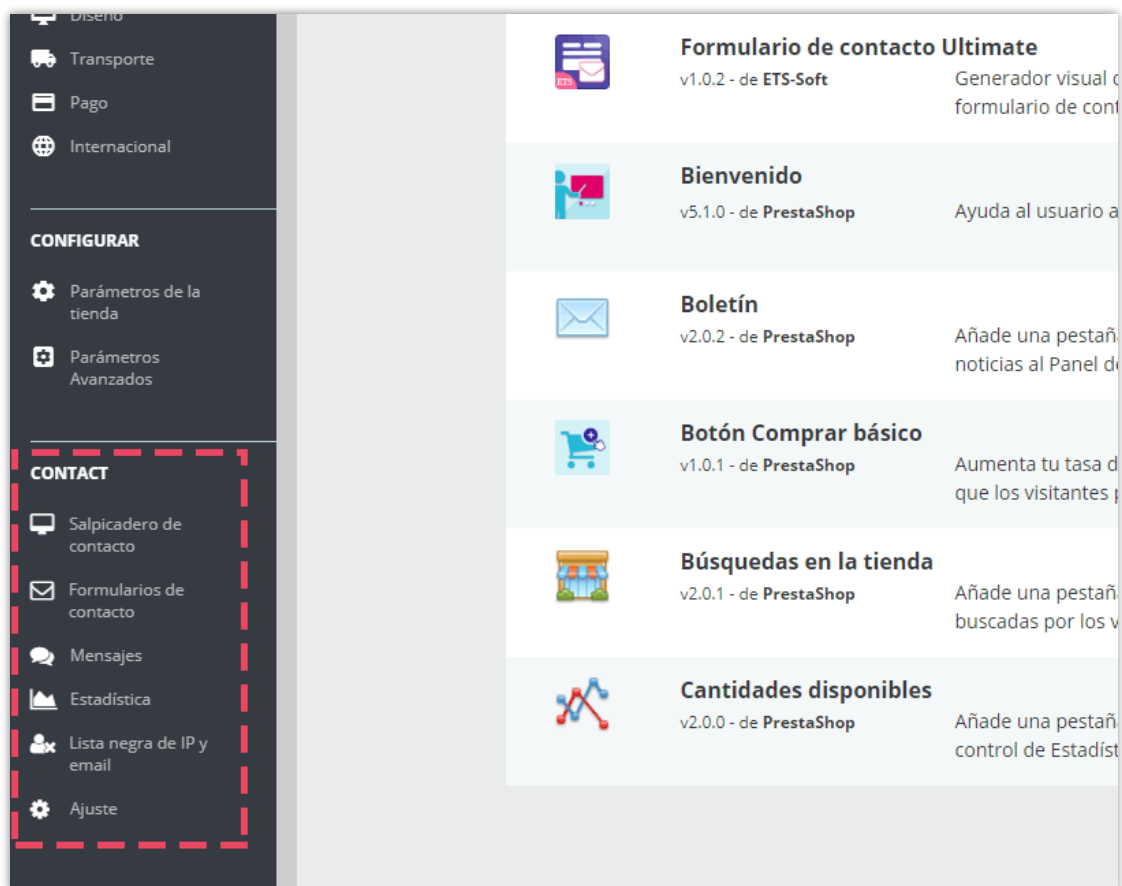 Diseño
Transporte
Pago
Internacional
CONFIGURAR
Parámetros de la
tienda
Parámetros
Avanzados
CONTACT
Salpicadero de
contacto
Formularios de
contacto
Mensajes
Estadística
Lista negra de IP y
email
Ajuste
Formulario de contacto Ultimate
v1.0.2 - de ETS-Soft
Generador visual
formulario de cont
ETS
Bienvenido
v5.1.0 - de PrestaShop
Ayuda al usuario a
Boletín
v2.0.2 - de PrestaShop
Añade una pestañ
noticias al Panel d
Botón Comprar básico
v1.0.1 - de PrestaShop
Aumenta tu tasa d
que los visitantes
Búsquedas en la tienda
v2.0.1 - de PrestaShop
Añade una pestañ
buscadas por los v
Cantidades disponibles
v2.0.0 - de PrestaShop
Añade una pestañ
control de Estadíst